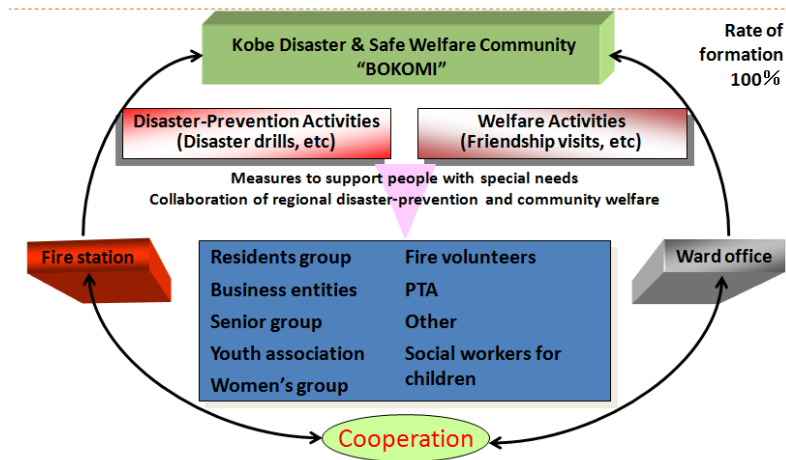 Kobe Disaster & Safe Welfare Community
“BOKOMI”
Rate of
formation
100%
Disaster-Prevention Activities
(Disaster drills, etc)
Welfare Activities
(Friendship visits, etc)
Measures to support people with special needs
Collaboration of regional disaster-prevention and community welfare
Fire station
Ward office
Residents group
Business entities
Senior group
Youth association
Women’s group
Fire volunteers
PTA
Other
Social workers for
children
Cooperation